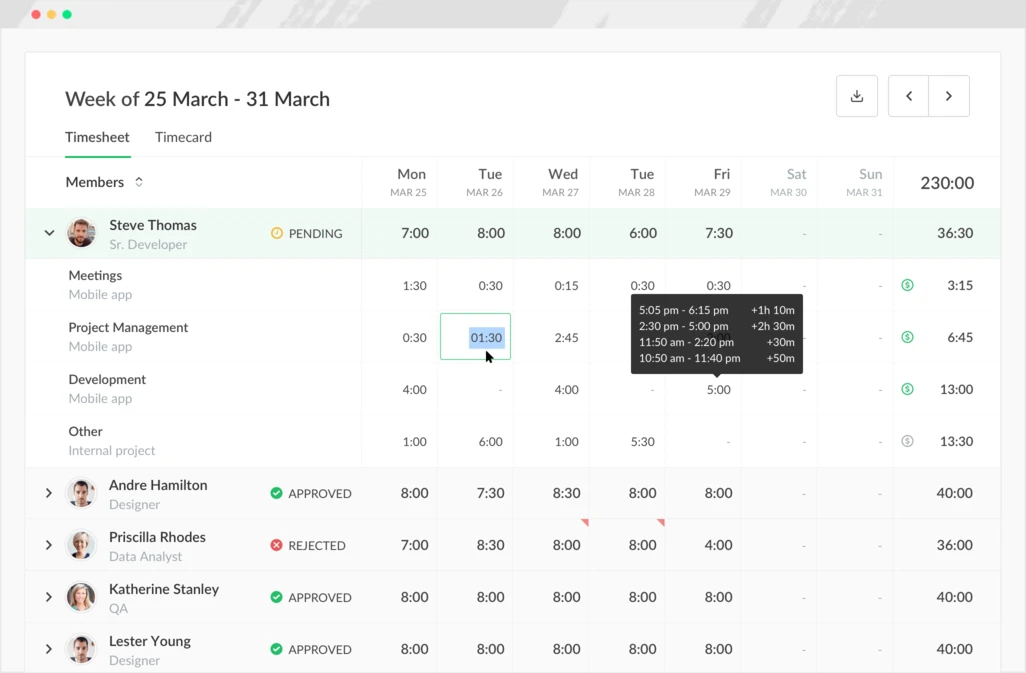 Week of 25 March - 31 March
Timesheet Timecard
Members Mon Tue Wed Tue Fri Sat Sun 230:00
MAR 25 MAR 26 MAR 27 MAR 28 MAR 29 MAR 30 MAR 31
Steve Thomas PENDING 7:00 8:00 8:00 6:00 7:30 - - 36:30
Sr. Developer
Meetings 1:30 0:30 0:15 0:30 0:30 - - 3:15
Mobile app
5:05 pm - 6:15 pm +1h 10m
2:30 pm - 5:00 pm +2h 30m
11:50 am - 2:20 pm +30m
10:50 am - 11:40 pm +50m
Project Management 0:30 01:30 2:45 2:00 - - 6:45
Mobile app
Development 4:00 - 4:00 - 5:00 - - 13:00
Mobile app
Other 1:00 6:00 1:00 5:30 - - - 13:30
Internal project
Andre Hamilton APPROVED 8:00 7:30 8:30 8:00 8:00 - - 40:00
Designer
Priscilla Rhodes REJECTED 7:00 8:30 8:00 8:00 4:00 - - 36:00
Data Analyst
Katherine Stanley APPROVED 8:00 8:00 8:00 8:00 8:00 - - 40:00
QA
Lester Young APPROVED 8:00 8:00 8:00 8:00 8:00 - - 40:00
Designer